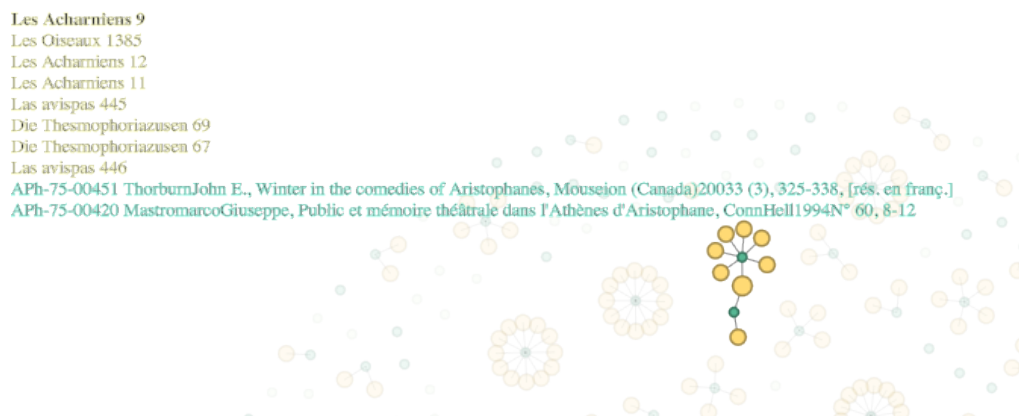 Les Acharniens 9
Les Oiseaux 1385
Les Acharniens 12
Les Acharniens 11
Las avispas 445
Die Thesmophoriazusen 69
Die Thesmophoriazusen 67
Las avispas 446
APh-75-00451 ThorburnJohn E., Winter in the comedies of Aristophanes, Mouseion (Canada)20033 (3), 325-338, [rés. en franç.]
APh-75-00420 MastromarcoGiuseppe, Public et mémoire théâtrale dans l'Athènes d'Aristophane, ConnHell1994N° 60, 8-12